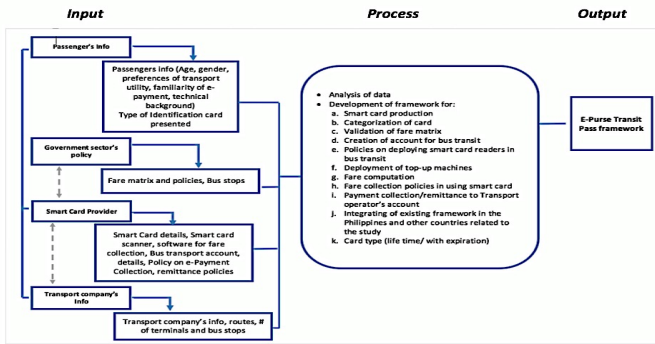 Input
Process
Output
Passenger's Info
Passengers info (Age, gender,
preferences of transport
utility, familiarity of e-
payment, technical
background)
Type of Identification card
presented
Government sector's
policy
Fare matrix and policies, Bus stops
Smart Card Provider
Smart Card details, Smart card
scanner, software for fare
collection, Bus transport account,
details, Policy on e-Payment
Collection, remittance policies
Transport company's
Info
Transport company's info, routes, #
of terminals and bus stops
• Analysis of data
• Development of framework for:
a. Smart card production
b. Categorization of card
c. Validation of fare matrix
d. Creation of account for bus transit
e. Policies on deploying smart card readers in
bus transit
f. Deployment of top-up machines
g. Fare computation
h. Fare collection policies in using smart card
i. Payment collection/remittance to Transport
operator's account
j. Integrating of existing framework in the
Philippines and other countries related to
the study
k. Card type (life time/ with expiration)
E-Purse Transit
Pass framework